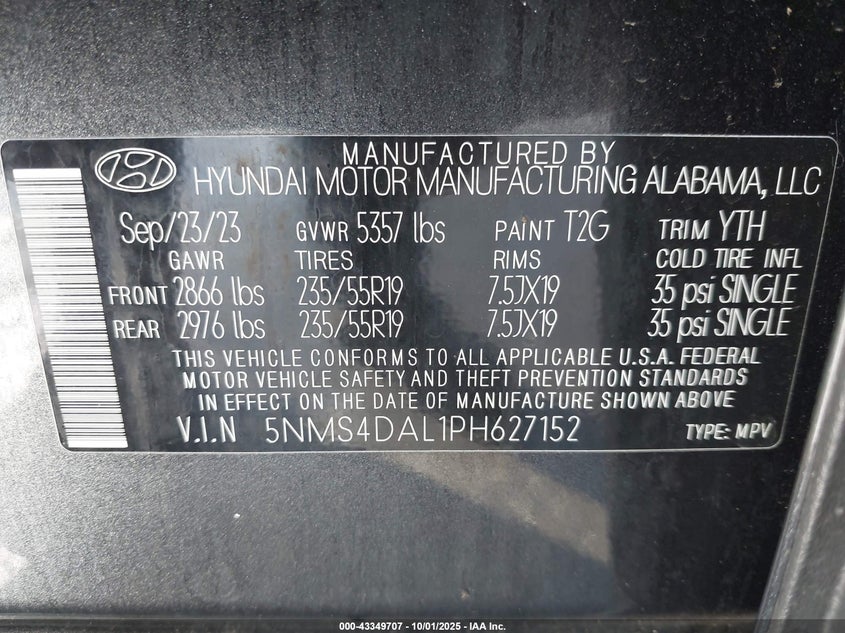 MANUFACTURED BY
HYUNDAI MOTOR MANUFACTURING ALABAMA, LLC
Sep/23/23 GVWR 5357 lbs PAINT T2G TRIM YTH
GAWR TIRES RIMS COLD TIRE INFL
FRONT 2866 lbs 235/55R19 7.5JX19 35 psi SINGLE
REAR 2976 lbs 235/55R19 7.5JX19 35 psi SINGLE
THIS VEHICLE CONFORMS TO ALL APPLICABLE U.S.A. FEDERAL
MOTOR VEHICLE SAFETY AND THEFT PREVENTION STANDARDS
IN EFFECT ON THE DATE OF MANUFACTURE SHOWN ABOVE
V.I.N 5NMS4DAL1PH627152 TYPE: MPV
000-43349707 - 10/01/2025 - IAA Inc.